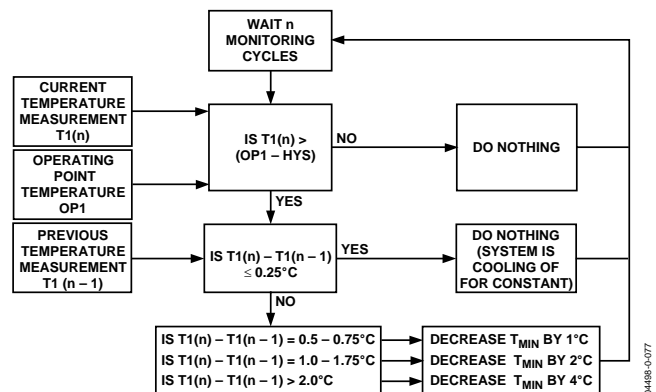 WAIT n
MONITORING
CYCLES
CURRENT
TEMPERATURE
MEASUREMENT
T1(n)
IS T1(n) >
(OP1 – HYS)
NO
DO NOTHING
OPERATING
POINT
TEMPERATURE
OP1
YES
PREVIOUS
TEMPERATURE
MEASUREMENT
T1 (n – 1)
IS T1(n) – T1(n – 1)
≤ 0.25°C
YES
DO NOTHING
(SYSTEM IS
COOLING OF
FOR CONSTANT)
NO
IS T1(n) – T1(n – 1) = 0.5 – 0.75°C
DECREASE TMIN BY 1°C
IS T1(n) – T1(n – 1) = 1.0 – 1.75°C
DECREASE TMIN BY 2°C
IS T1(n) – T1(n – 1) > 2.0°C
DECREASE TMIN BY 4°C
04498-0-077